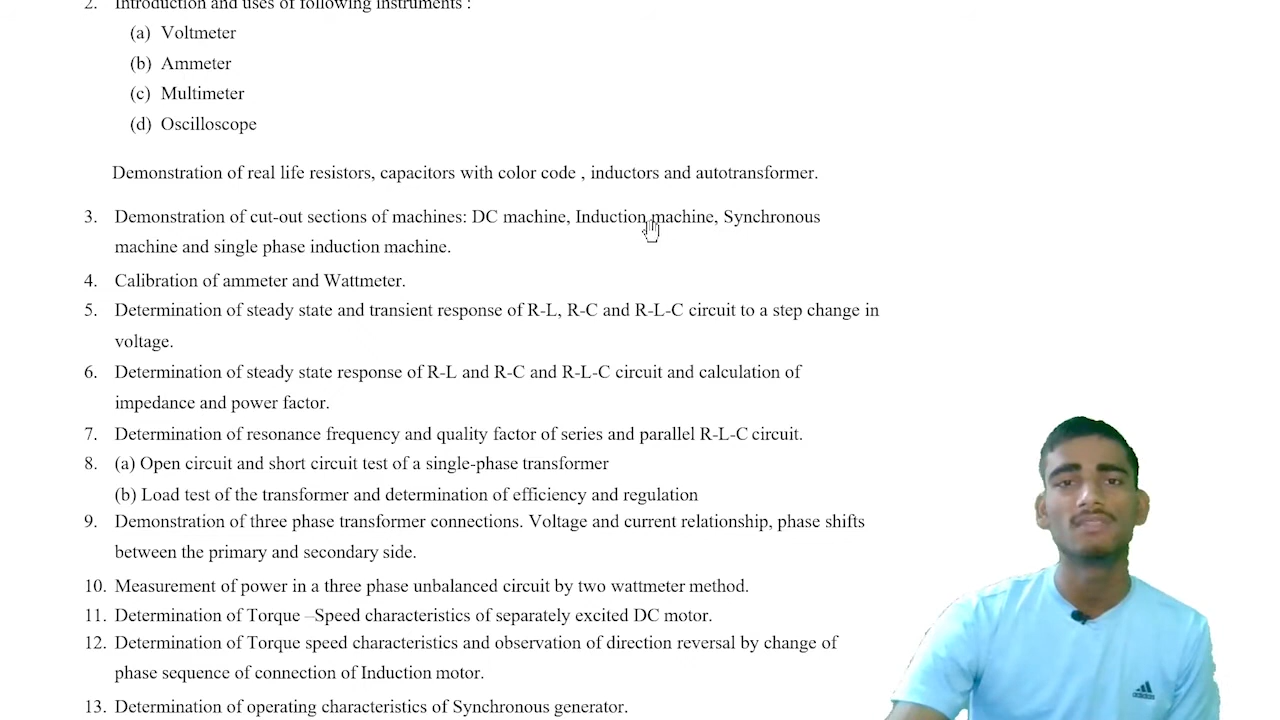 2. Introduction and uses of following instruments :
(a) Voltmeter
(b) Ammeter
(c) Multimeter
(d) Oscilloscope
Demonstration of real life resistors, capacitors with color code , inductors and autotransformer.
3. Demonstration of cut-out sections of machines: DC machine, Induction machine, Synchronous
machine and single phase induction machine.
4. Calibration of ammeter and Wattmeter.
5. Determination of steady state and transient response of R-L, R-C and R-L-C circuit to a step change in
voltage.
6. Determination of steady state response of R-L and R-C and R-L-C circuit and calculation of
impedance and power factor.
7. Determination of resonance frequency and quality factor of series and parallel R-L-C circuit.
8. (a) Open circuit and short circuit test of a single-phase transformer
(b) Load test of the transformer and determination of efficiency and regulation
9. Demonstration of three phase transformer connections. Voltage and current relationship, phase shifts
between the primary and secondary side.
10. Measurement of power in a three phase unbalanced circuit by two wattmeter method.
11. Determination of Torque –Speed characteristics of separately excited DC motor.
12. Determination of Torque speed characteristics and observation of direction reversal by change of
phase sequence of connection of Induction motor.
13. Determination of operating characteristics of Synchronous generator.
adidas